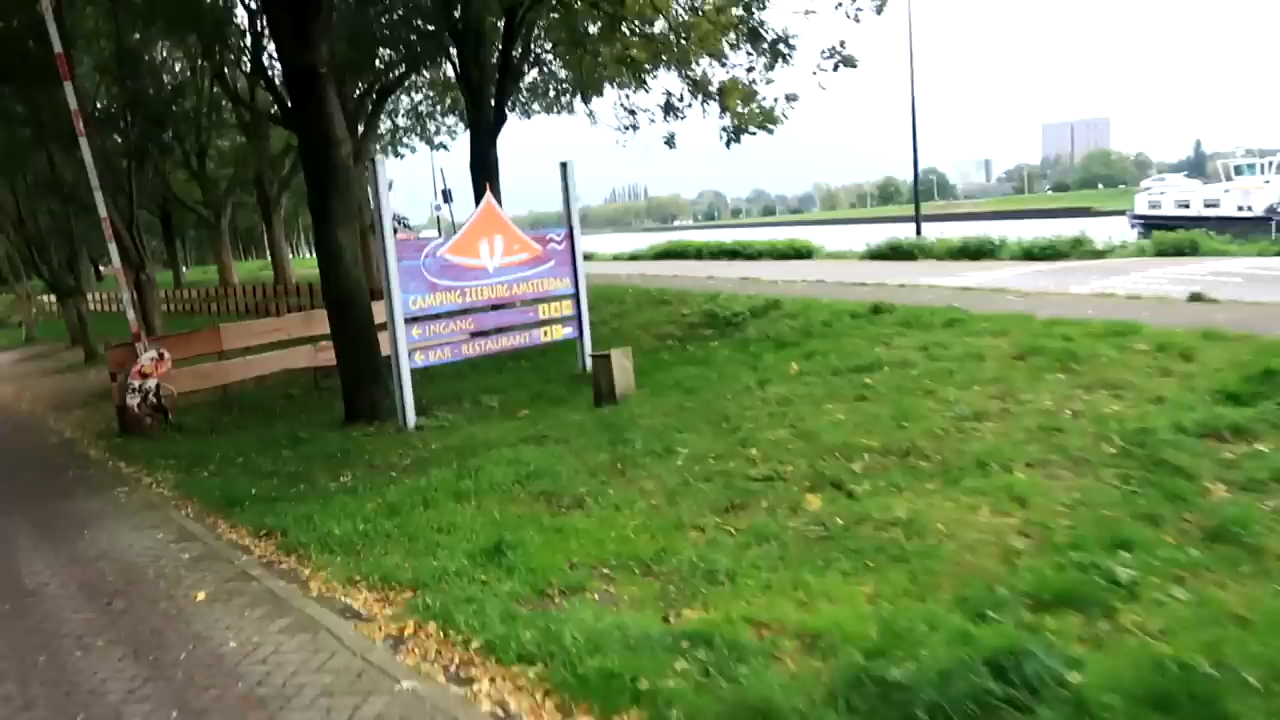 CAMPING ZEEBURG AMSTERDAM
← INGANG
← BAR - RESTAURANT